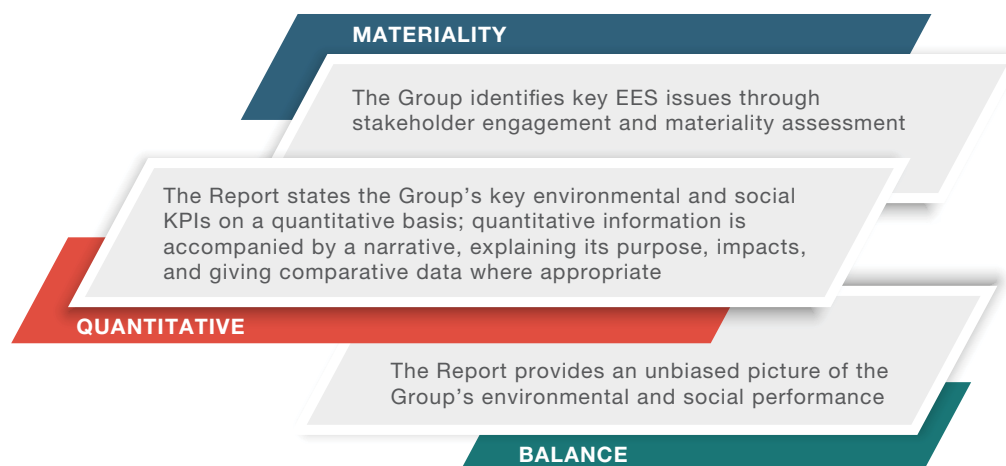 MATERIALITY
The Group identifies key EES issues through
stakeholder engagement and materiality assessment
The Report states the Group's key environmental and social
KPIs on a quantitative basis; quantitative information is
accompanied by a narrative, explaining its purpose, impacts,
and giving comparative data where appropriate
QUANTITATIVE
The Report provides an unbiased picture of the
Group's environmental and social performance
BALANCE